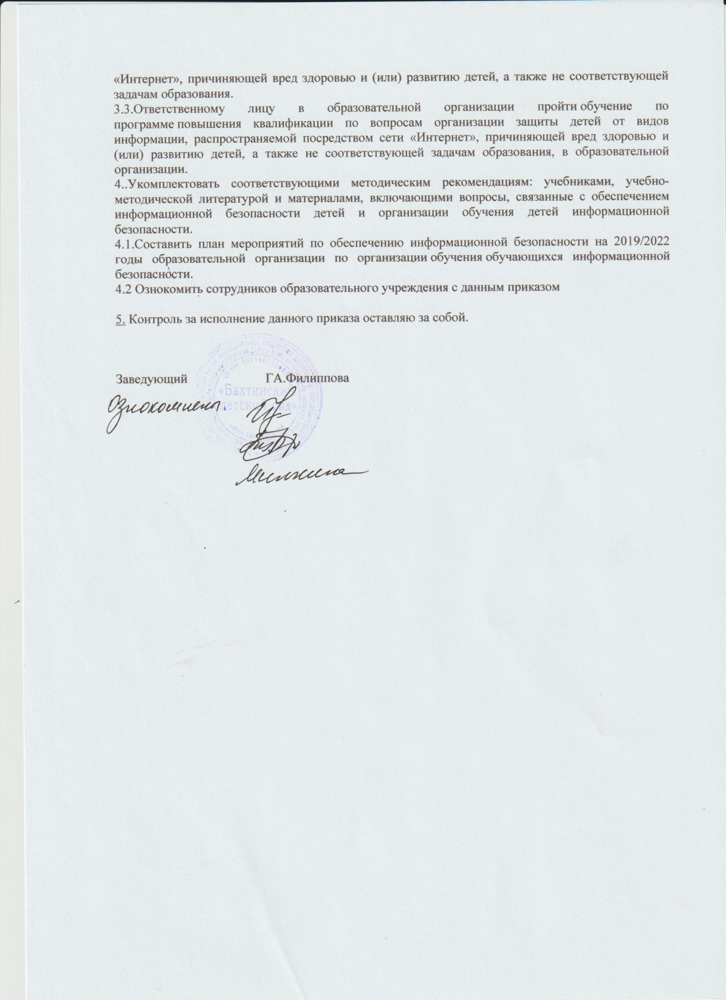 «Интернет», причиняющей вред здоровью и (или) развитию детей, а также не соответствующей
задачам образования.
3.3.Ответственному лицу в образовательной организации пройти обучение по
программе повышения квалификации по вопросам организации защиты детей от видов
информации, распространяемой посредством сети «Интернет», причиняющей вред здоровью и
(или) развитию детей, а также не соответствующей задачам образования, в образовательной
организации.
4..Укомплектовать соответствующими методическим рекомендациям: учебниками, учебно-
методической литературой и материалами, включающими вопросы, связанные с обеспечением
информационной безопасности детей и организации обучения детей информационной
безопасности.
4.1.Составить план мероприятий по обеспечению информационной безопасности на 2019/2022
годы образовательной организации по организации обучения обучающихся информационной
безопасности.
4.2 Ознокомить сотрудников образовательного учреждения с данным приказом
5. Контроль за исполнение данного приказа оставляю за собой.
Заведующий ГА.Филиппова
«Бахтинский
детский сад»
Ознокомлены